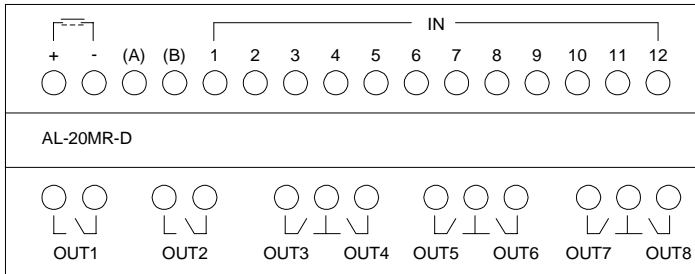 IN
+ - (A) (B) 1 2 3 4 5 6 7 8 9 10 11 12
AL-20MR-D
OUT1 OUT2 OUT3 OUT4 OUT5 OUT6 OUT7 OUT8